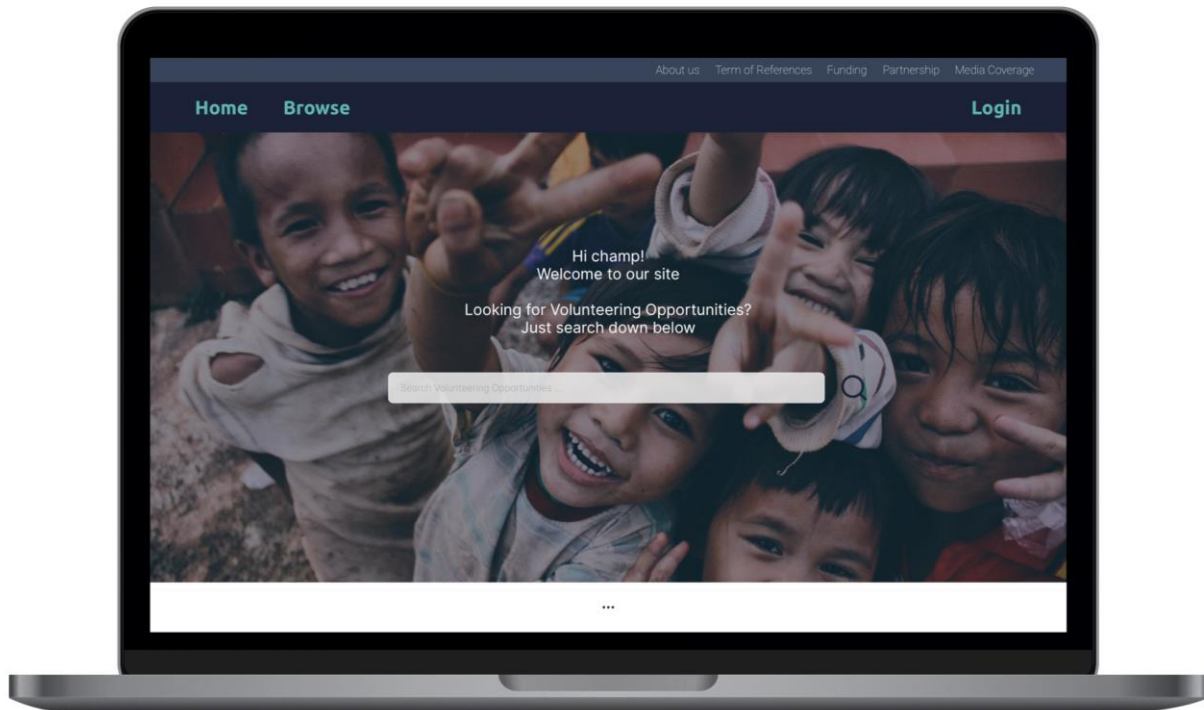 About us Term of References Funding Partnership Media Coverage
Home Browse Login
Hi champ!
Welcome to our site
Looking for Volunteering Opportunities?
Just search down below
Search Volunteering Opportunities ...
...